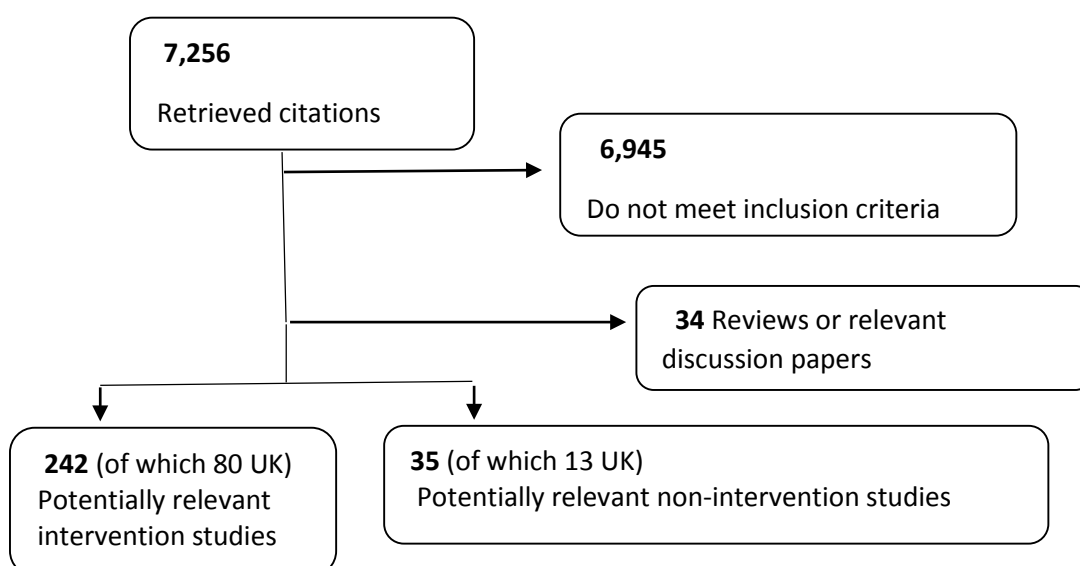 7,256
Retrieved citations
6,945
Do not meet inclusion criteria
34 Reviews or relevant
discussion papers
242 (of which 80 UK)
Potentially relevant
intervention studies
35 (of which 13 UK)
Potentially relevant non-intervention studies